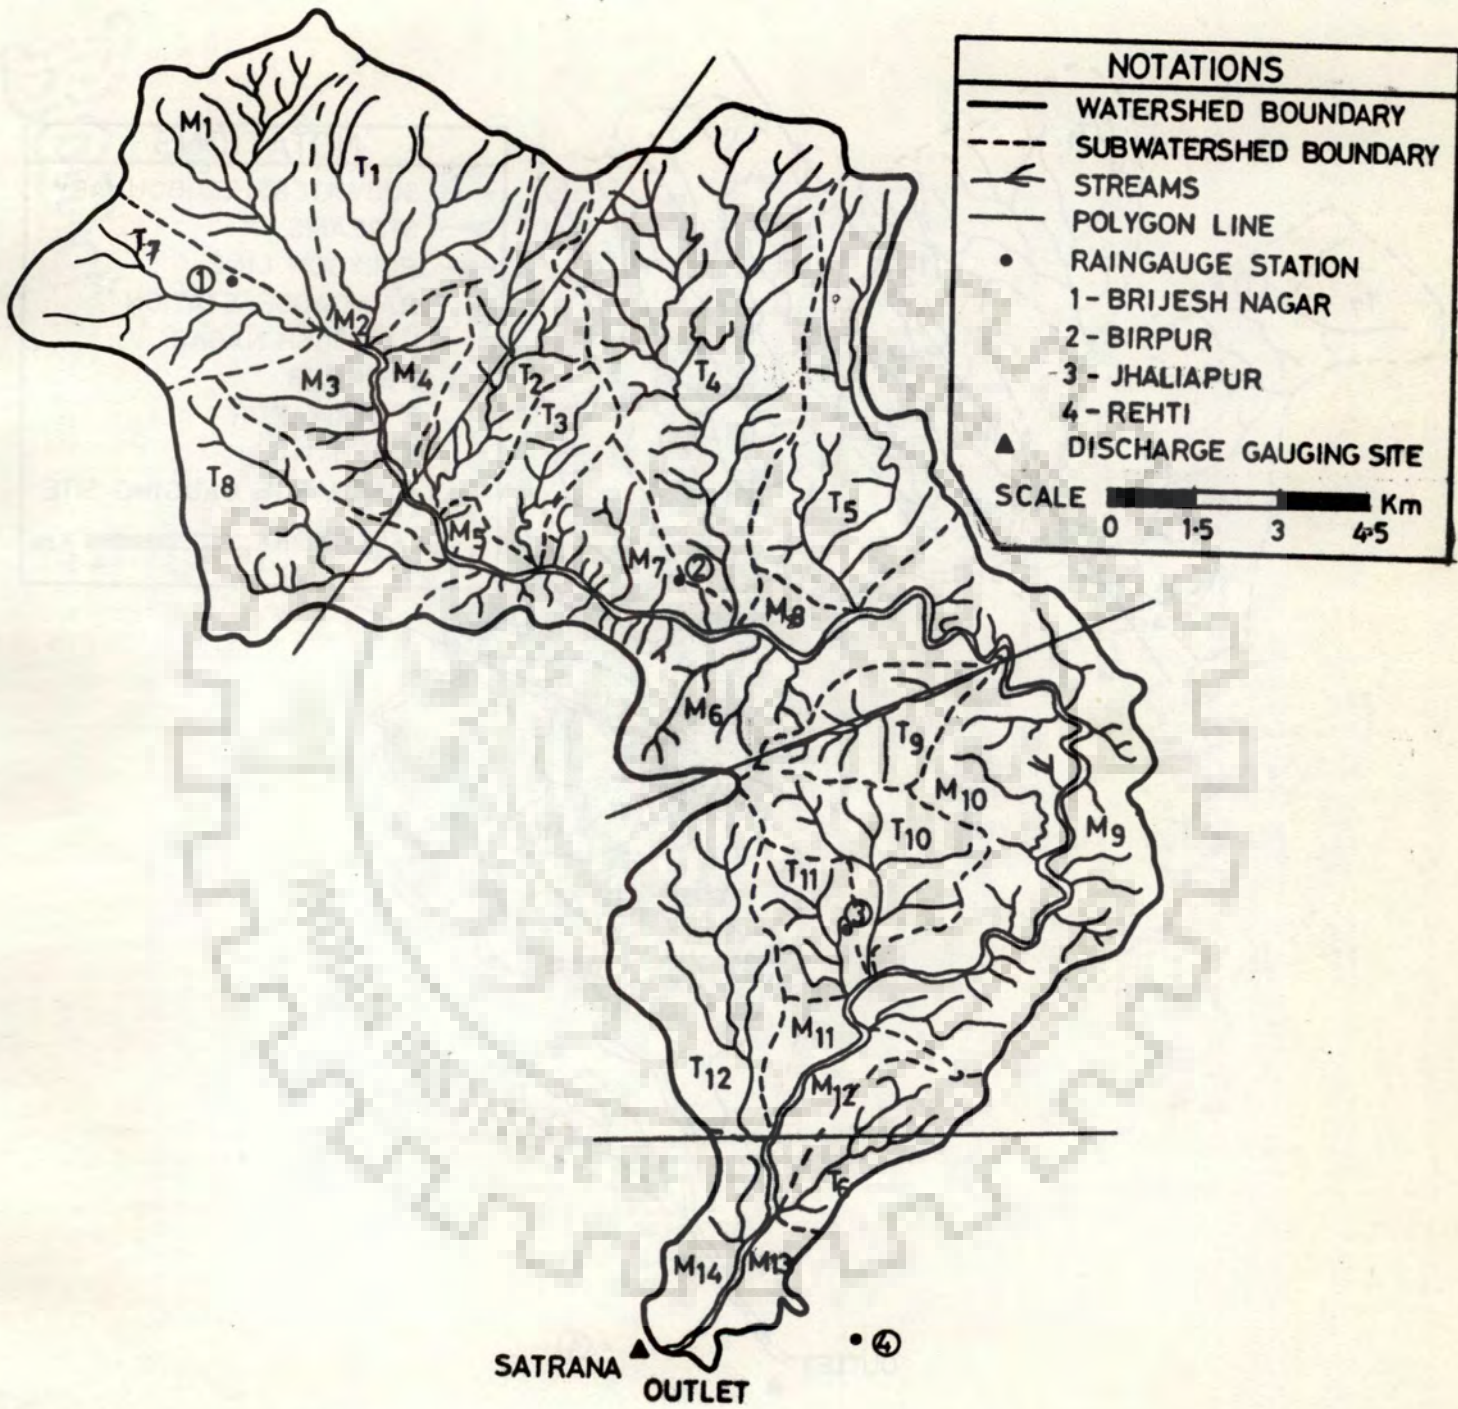 NOTATIONS
WATERSHED BOUNDARY
SUBWATERSHED BOUNDARY
STREAMS
POLYGON LINE
RAINGAUGE STATION
1 - BRIJESH NAGAR
2 - BIRPUR
3 - JHALIAPUR
4 - REHTI
DISCHARGE GAUGING SITE
SCALE Km
0 1.5 3 4.5
M1
T1
T7
1
M2
M3
M4
T2
T3
T4
T8
T5
M5
M7
2
M8
M6
T9
M10
M9
T10
T11
3
M11
T12
M12
T6
M14
M13
4
SATRANA
OUTLET